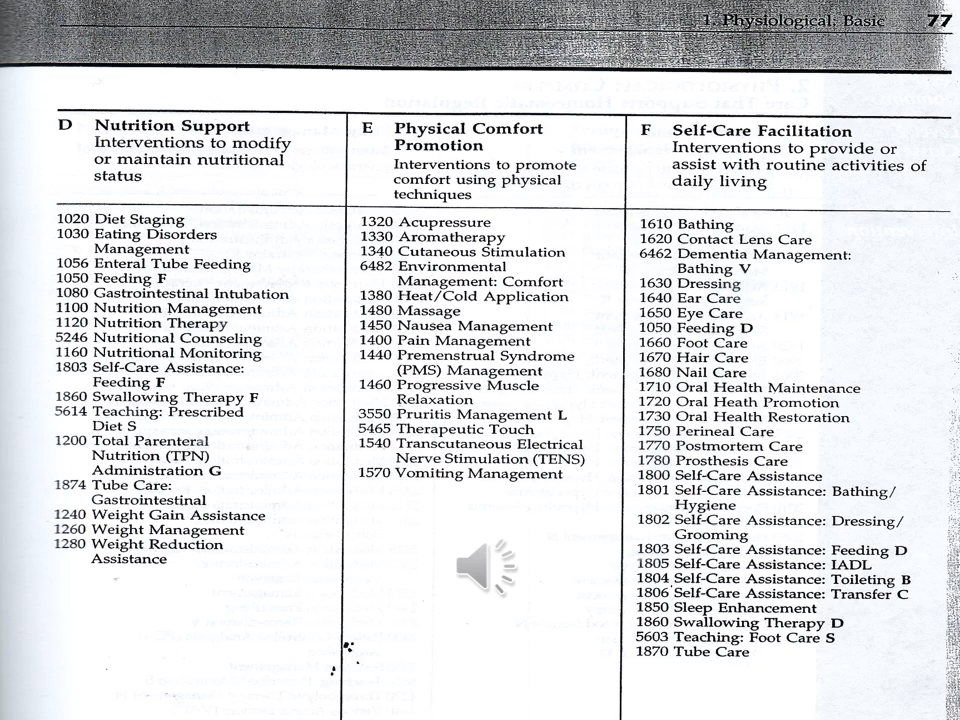 1. Physiological: Basic 77
D Nutrition Support
Interventions to modify
or maintain nutritional
status
1020 Diet Staging
1030 Eating Disorders
Management
1056 Enteral Tube Feeding
1050 Feeding F
1080 Gastrointestinal Intubation
1100 Nutrition Management
1120 Nutrition Therapy
5246 Nutritional Counseling
1160 Nutritional Monitoring
1803 Self-Care Assistance:
Feeding F
1860 Swallowing Therapy F
5614 Teaching: Prescribed
Diet S
1200 Total Parenteral
Nutrition (TPN)
Administration G
1874 Tube Care:
Gastrointestinal
1240 Weight Gain Assistance
1260 Weight Management
1280 Weight Reduction
Assistance
E Physical Comfort
Promotion
Interventions to promote
comfort using physical
techniques
1320 Acupressure
1330 Aromatherapy
1340 Cutaneous Stimulation
6482 Environmental
Management: Comfort
1380 Heat/Cold Application
1480 Massage
1450 Nausea Management
1400 Pain Management
1440 Premenstrual Syndrome
(PMS) Management
1460 Progressive Muscle
Relaxation
3550 Pruritis Management L
5465 Therapeutic Touch
1540 Transcutaneous Electrical
Nerve Stimulation (TENS)
1570 Vomiting Management
F Self-Care Facilitation
Interventions to provide or
assist with routine activities of
daily living
1610 Bathing
1620 Contact Lens Care
6462 Dementia Management:
Bathing V
1630 Dressing
1640 Ear Care
1650 Eye Care
1050 Feeding D
1660 Foot Care
1670 Hair Care
1680 Nail Care
1710 Oral Health Maintenance
1720 Oral Heath Promotion
1730 Oral Health Restoration
1750 Perineal Care
1770 Postmortem Care
1780 Prosthesis Care
1800 Self-Care Assistance
1801 Self-Care Assistance: Bathing/
Hygiene
1802 Self-Care Assistance: Dressing/
Grooming
1803 Self-Care Assistance: Feeding D
1805 Self-Care Assistance: IADL
1804 Self-Care Assistance: Toileting B
1806 Self-Care Assistance: Transfer C
1850 Sleep Enhancement
1860 Swallowing Therapy D
5603 Teaching: Foot Care S
1870 Tube Care